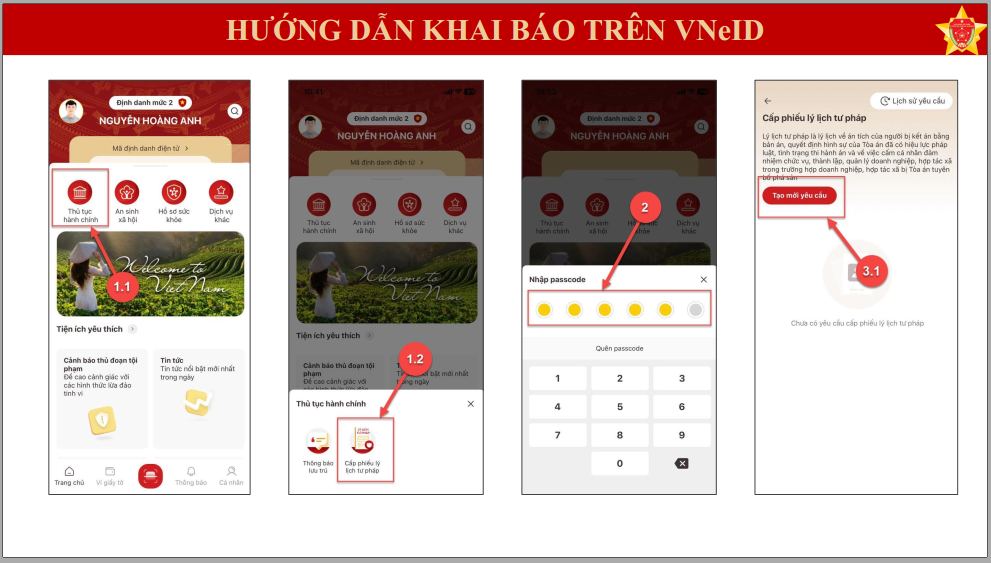 HƯỚNG DẪN KHAI BÁO TRÊN VNeID
Định danh mức 2
NGUYỄN HOÀNG ANH
Mã định danh điện tử >
Thủ tục hành chính
An sinh xã hội
Hồ sơ sức khỏe
Dịch vụ khác
Welcome to
Viet Nam
1.1
Tiện ích yêu thích >
Cảnh báo thủ đoạn tội phạm
Đề cao cảnh giác với các hình thức lừa đảo tinh vi
Tin tức
Tin tức nổi bật mới nhất trong ngày
Trang chủ
Ví giấy tờ
Thông báo
Cá nhân
10:41
Định danh mức 2
NGUYỄN HOÀNG ANH
Mã định danh điện tử >
Thủ tục hành chính
An sinh xã hội
Hồ sơ sức khỏe
Dịch vụ khác
Welcome to
Viet Nam
Tiện ích yêu thích >
1.2
Cảnh báo thủ đoạn tội phạm
Đề cao cảnh giác với
bật mới nhất
Thủ tục hành chính
Thông báo lưu trú
Cấp phiếu lý lịch tư pháp
Định danh mức 2
NGUYỄN HOÀNG ANH
Mã định danh điện tử >
2
Thủ tục hành chính
An sinh xã hội
Hồ sơ sức khỏe
Dịch vụ khác
Nhập passcode
Quên passcode
1 2 3
4 5 6
7 8 9
0
Lịch sử yêu cầu
Cấp phiếu lý lịch tư pháp
Lý lịch tư pháp là lý lịch về án tích của người bị kết án bằng
bản án, quyết định hình sự của Tòa án đã có hiệu lực pháp
luật, tình trạng thi hành án và về việc cấm cá nhân đảm
nhiệm chức vụ, thành lập, quản lý doanh nghiệp, hợp tác xã
trong trường hợp doanh nghiệp, hợp tác xã bị Tòa án tuyên
bố phá sản
Tạo mới yêu cầu
3.1
Chưa có yêu cầu cấp phiếu lý lịch tư pháp